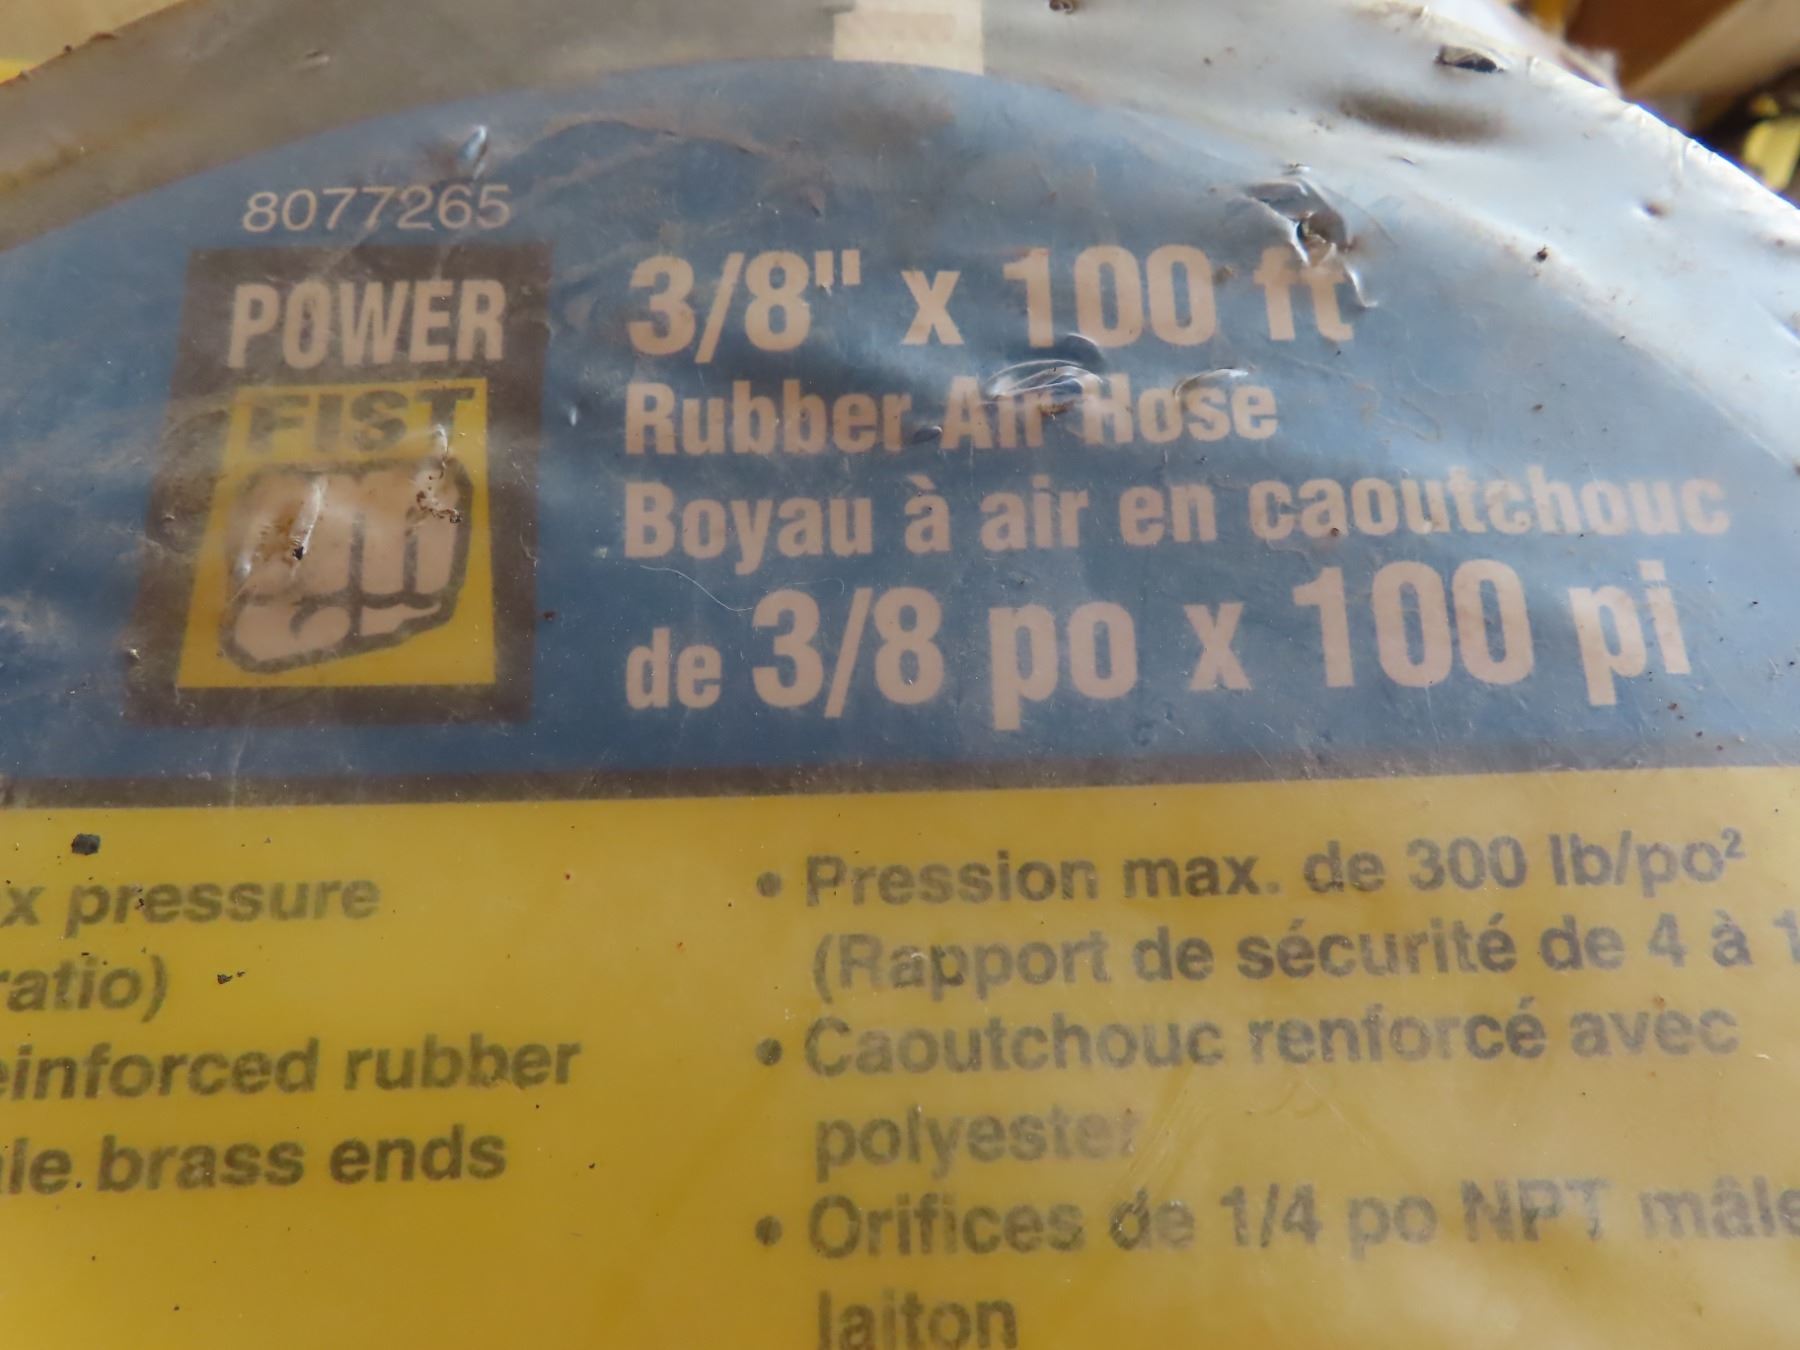 8077265
POWER
FIST
3/8" x 100 ft
Rubber Air Hose
Boyau à air en caoutchouc
de 3/8 po x 100 pi
pressure
ratio)
rubber
brass ends
• Pression max. de 300 lb/po²
(Rapport de sécurité de 4 à 1
• Caoutchouc renforcé avec
polyester
• Orifices de 1/4 po NPT mâle
laiton